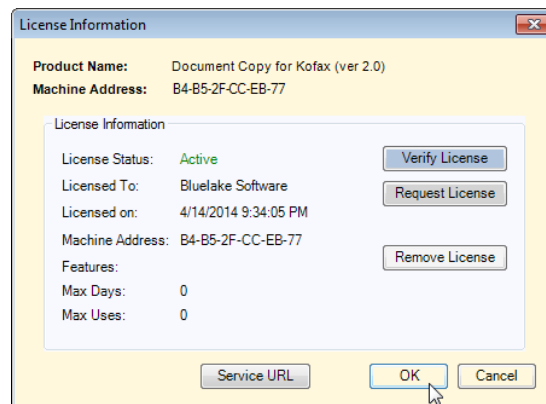 License Information
Product Name: Document Copy for Kofax (ver 2.0)
Machine Address: B4-B5-2F-CC-EB-77
License Information
License Status: Active Verify License
Licensed To: Bluelake Software Request License
Licensed on: 4/14/2014 9:34:05 PM
Machine Address: B4-B5-2F-CC-EB-77
Features: Remove License
Max Days: 0
Max Uses: 0
Service URL OK Cancel